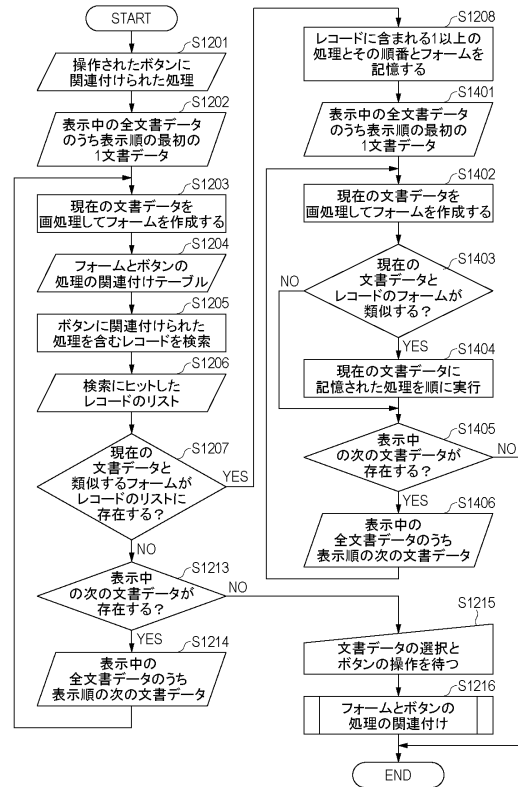 START
S1201
操作されたボタンに
関連付けられた処理
S1202
表示中の全文書データ
のうち表示順の最初の
1文書データ
S1203
現在の文書データを
画処理してフォームを作成する
S1204
フォームとボタンの
処理の関連付けテーブル
S1205
ボタンに関連付けられた
処理を含むレコードを検索
S1206
検索にヒットした
レコードのリスト
S1207
現在の
文書データと
類似するフォームが
レコードのリストに
存在する?
YES
NO
S1213
表示中
の次の文書データが
存在する?
NO
YES
S1214
表示中の
全文書データのうち
表示順の次の文書データ
S1208
レコードに含まれる1以上の
処理とその順番とフォームを
記憶する
S1401
表示中の全文書データ
のうち表示順の最初の
1文書データ
S1402
現在の文書データを
画処理してフォームを作成する
S1403
現在の
文書データと
レコードのフォームが
類似する?
NO
YES
S1404
現在の文書データに
記憶された処理を順に実行
S1405
表示中
の次の文書データが
存在する?
NO
YES
S1406
表示中の
全文書データのうち
表示順の次の文書データ
S1215
文書データの選択と
ボタンの操作を待つ
S1216
フォームとボタンの
処理の関連付け
END